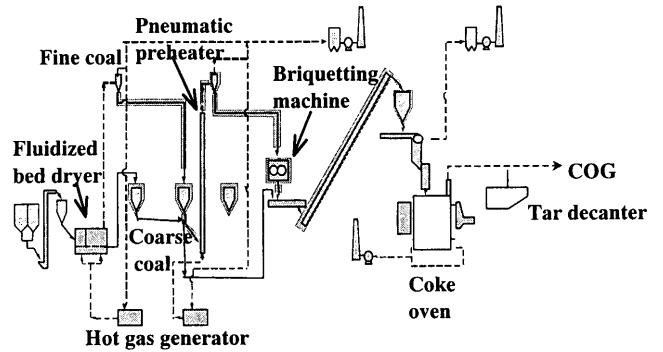 Pneumatic
preheater
Fine coal
Briquetting
machine
Fluidized
bed dryer
COG
Tar decanter
Coarse
coal
Coke
oven
Hot gas generator